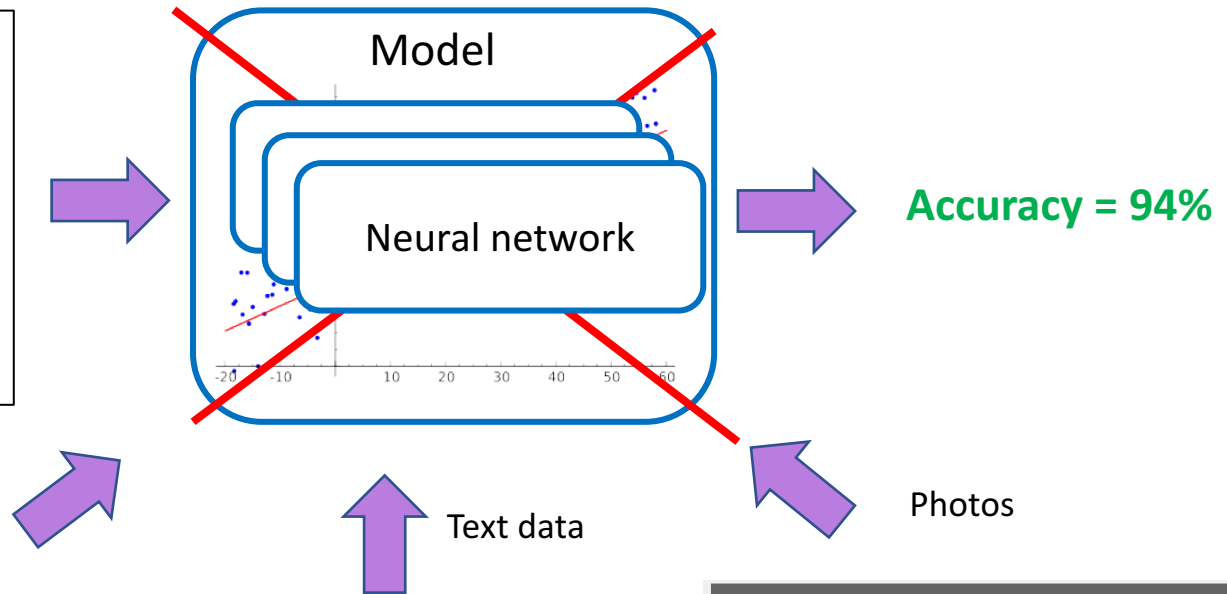 Model
Neural network
Accuracy = 94%
-20 -10 10 20 30 40 50 60
Text data
Photos